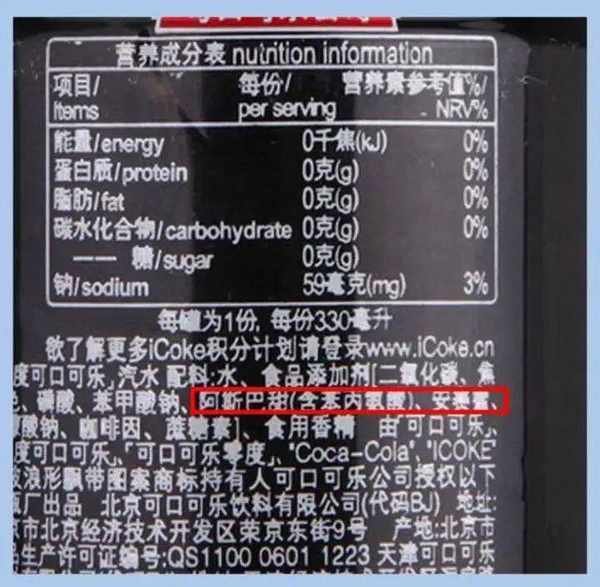 营养成分表 nutrition information
项目/ 每份/ 营养素参考值%/
Items per serving NRV%
能量/energy 0千焦(kJ) 0%
蛋白质/protein 0克(g) 0%
脂肪/fat 0克(g) 0%
碳水化合物/carbohydrate 0克(g) 0%
—— 糖/sugar 0克(g)
钠/sodium 59毫克(mg) 3%
每罐为1份, 每份330毫升
欲了解更多iCoke积分计划请登录www.iCoke.cn
度可口可乐,汽水 配料:水、食品添加剂[二氧化碳、焦
、磷酸、苯甲酸钠、阿斯巴甜(含苯丙氨酸)、安赛蜜、
酸钠、咖啡因、蔗糖素]、食用香精 由「可口可乐」、
度可口可乐」、「可口可乐零度」、"Coca-Cola"、"ICOKE"
波浪形飘带图案商标持有人可口可乐公司授权以下
厂出品 北京可口可乐饮料有限公司(代码BJ) 地址:
市北京经济技术开发区荣京东街9号 产地:北京市
生产许可证编号:QS1100 0601 1223 天津可口可乐